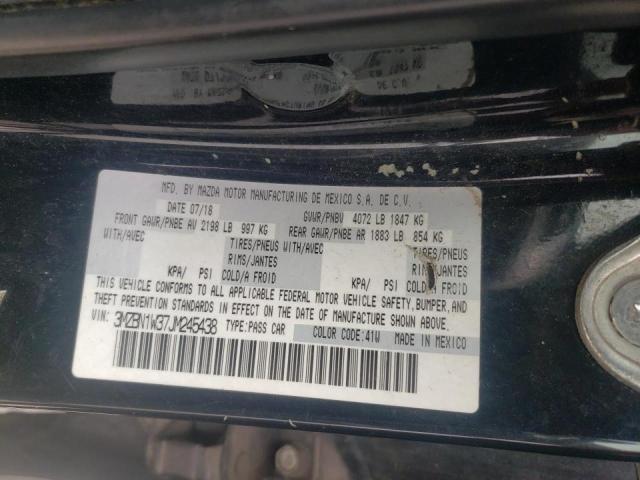 MFD. BY MAZDA MOTOR MANUFACTURING DE MEXICO S.A. DE C.V.
DATE 07/18 GVWR/PNBV 4072 LB 1847 KG
FRONT GAWR/PNBE AV 2198 LB 997 KG REAR GAWR/PNBE AR 1883 LB 854 KG
WITH/AVEC TIRES/PNEUS WITH/AVEC TIRES/PNEUS
RIMS/JANTES RIMS/JANTES
KPA/ PSI COLD/A FROID KPA/ PSI COLD/A FROID
THIS VEHICLE CONFORMS TO ALL APPLICABLE FEDERAL MOTOR VEHICLE SAFETY, BUMPER, AND
THEFT PREVENTION STANDARDS IN EFFECT ON THE DATE OF MANUFACTURE SHOWN ABOVE.
VIN: 3MZBN1W37JM245438 TYPE:PASS CAR COLOR CODE:41W MADE IN MEXICO